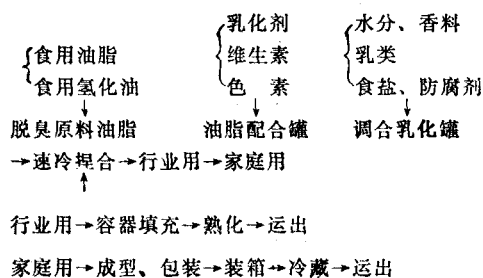 乳化剂 水分、香料
食用油脂 维生素 乳类
食用氢化油 色 素 食盐、防腐剂
↓ ↓ ↓
脱臭原料油脂 油脂配合罐 调合乳化罐
→速冷捏合→行业用→家庭用
↑
行业用→容器填充→熟化→运出
家庭用→成型、包装→装箱→冷藏→运出